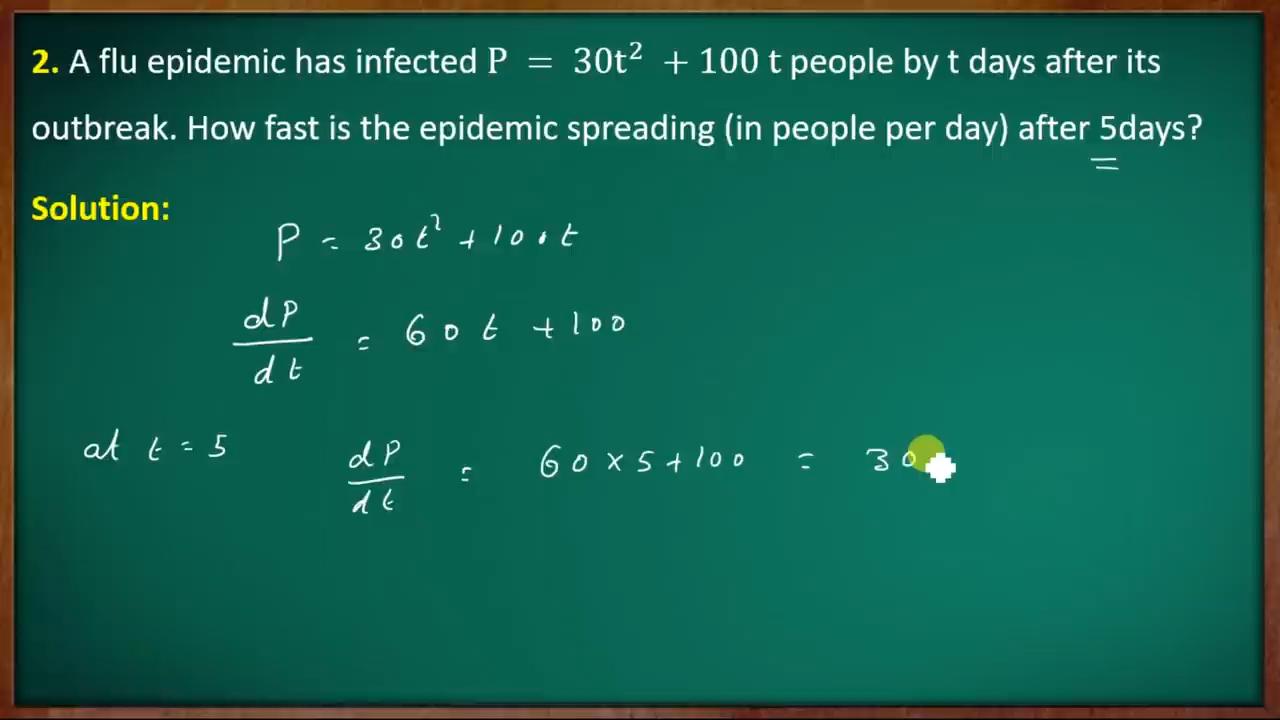 2. A flu epidemic has infected P = 30t² + 100 t people by t days after its
outbreak. How fast is the epidemic spreading (in people per day) after 5days?
Solution:
P = 30t² + 100t
dP/dt = 60t + 100
at t = 5 dP/dt = 60 × 5 + 100 = 30